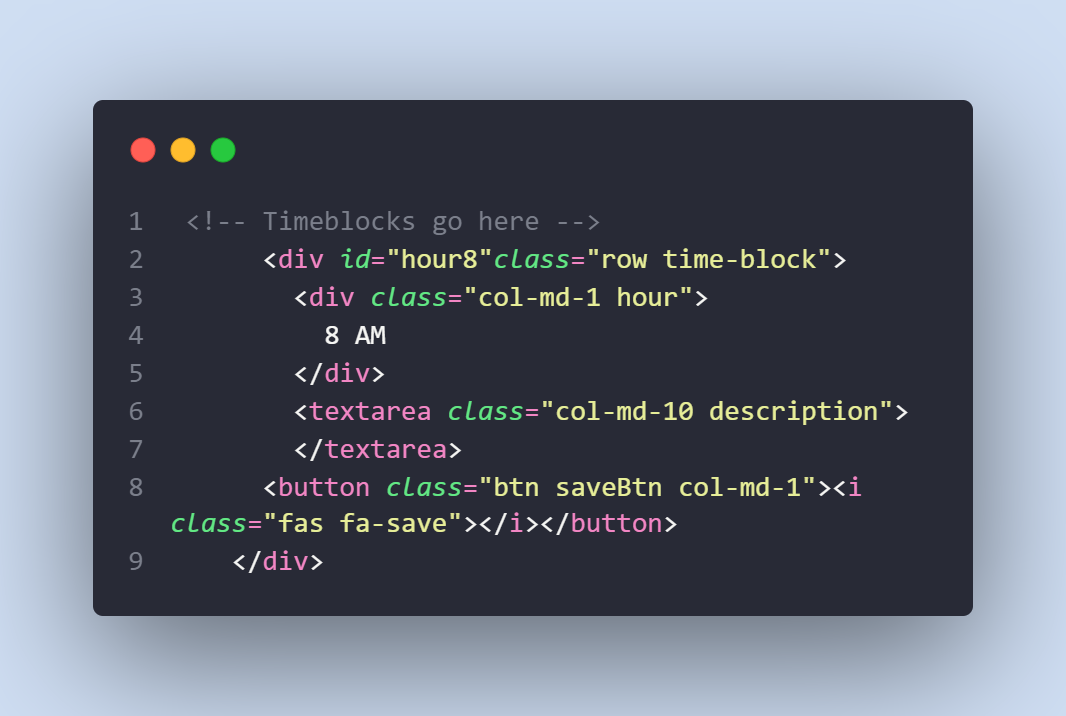 1 <!-- Timeblocks go here -->
2 <div id="hour8"class="row time-block">
3 <div class="col-md-1 hour">
4 8 AM
5 </div>
6 <textarea class="col-md-10 description">
7 </textarea>
8 <button class="btn saveBtn col-md-1"><i
class="fas fa-save"></i></button>
9 </div>